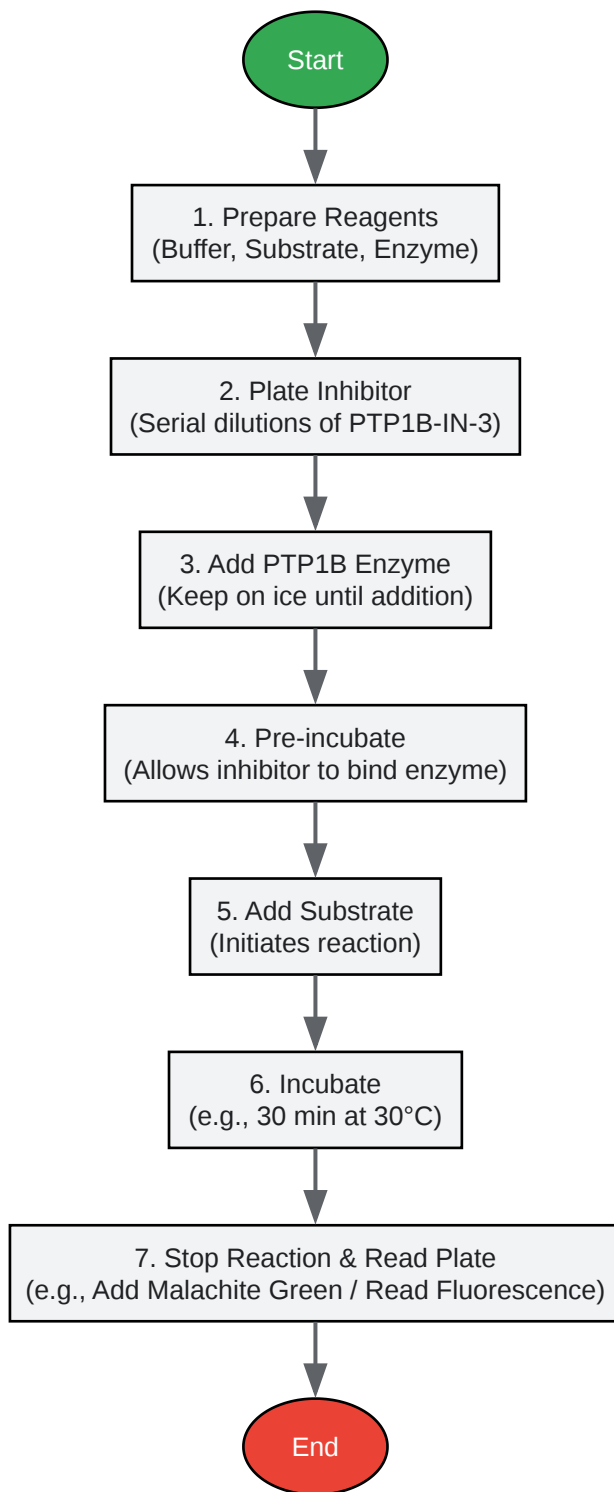 Start
1. Prepare Reagents
(Buffer, Substrate, Enzyme)
2. Plate Inhibitor
(Serial dilutions of PTP1B-IN-3)
3. Add PTP1B Enzyme
(Keep on ice until addition)
4. Pre-incubate
(Allows inhibitor to bind enzyme)
5. Add Substrate
(Initiates reaction)
6. Incubate
(e.g., 30 min at 30°C)
7. Stop Reaction & Read Plate
(e.g., Add Malachite Green / Read Fluorescence)
End